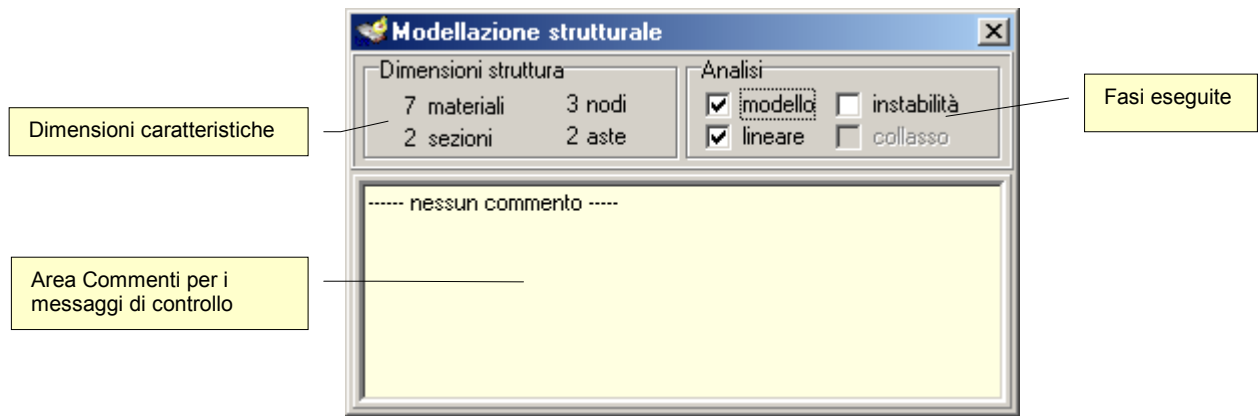 Modellazione strutturale
Dimensioni struttura
Analisi
7 materiali 3 nodi
modello instabilità
2 sezioni 2 aste
lineare collasso
Dimensioni caratteristiche
Fasi eseguite
------ nessun commento -----
Area Commenti per i
messaggi di controllo